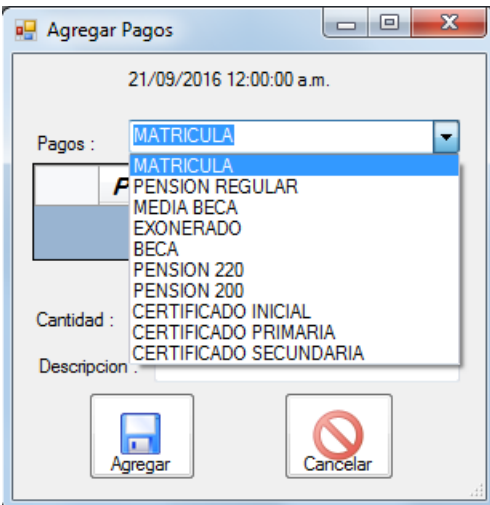 Agregar Pagos
21/09/2016 12:00:00 a.m.
Pagos : MATRICULA
MATRICULA
P
PENSION REGULAR
MEDIA BECA
EXONERADO
BECA
PENSION 220
PENSION 200
CERTIFICADO INICIAL
CERTIFICADO PRIMARIA
CERTIFICADO SECUNDARIA
Cantidad :
Descripcion :
Agregar
Cancelar